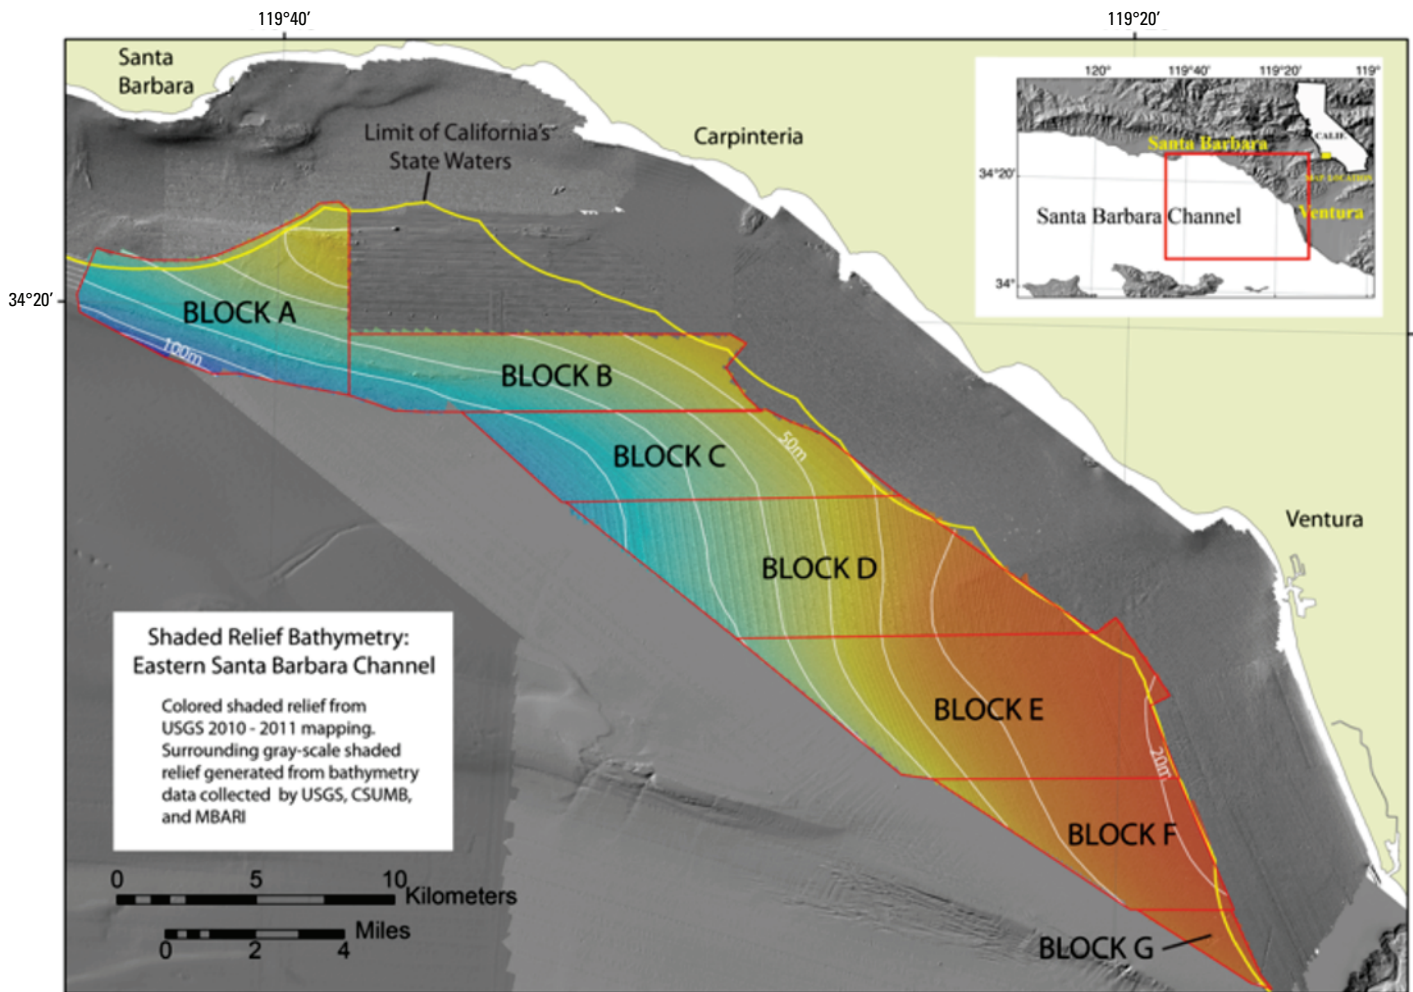 119°40′
119°20′
Santa
Barbara
Limit of California's
State Waters
Carpinteria
120°
119°40'
119°20'
119°
CALIF.
Santa Barbara
34°20'
Santa Barbara Channel
Ventura
34°
34°20′
BLOCK A
100m
BLOCK B
50m
BLOCK C
Ventura
BLOCK D
Shaded Relief Bathymetry:
Eastern Santa Barbara Channel
Colored shaded relief from
USGS 2010 - 2011 mapping.
Surrounding gray-scale shaded
relief generated from bathymetry
data collected by USGS, CSUMB,
and MBARI
BLOCK E
20m
BLOCK F
0 5 10
Kilometers
Miles
0 2 4
BLOCK G